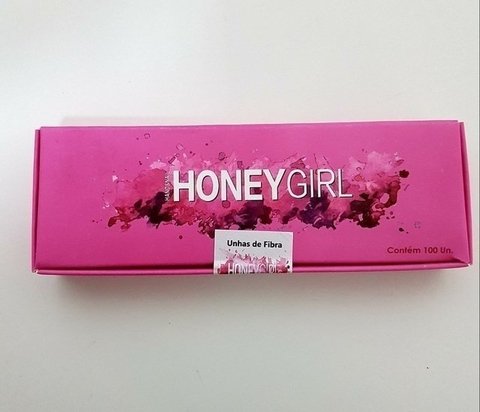 HONEYGIRL
Unhas de Fibra
HONEYGIRL
Contém 100 Un.